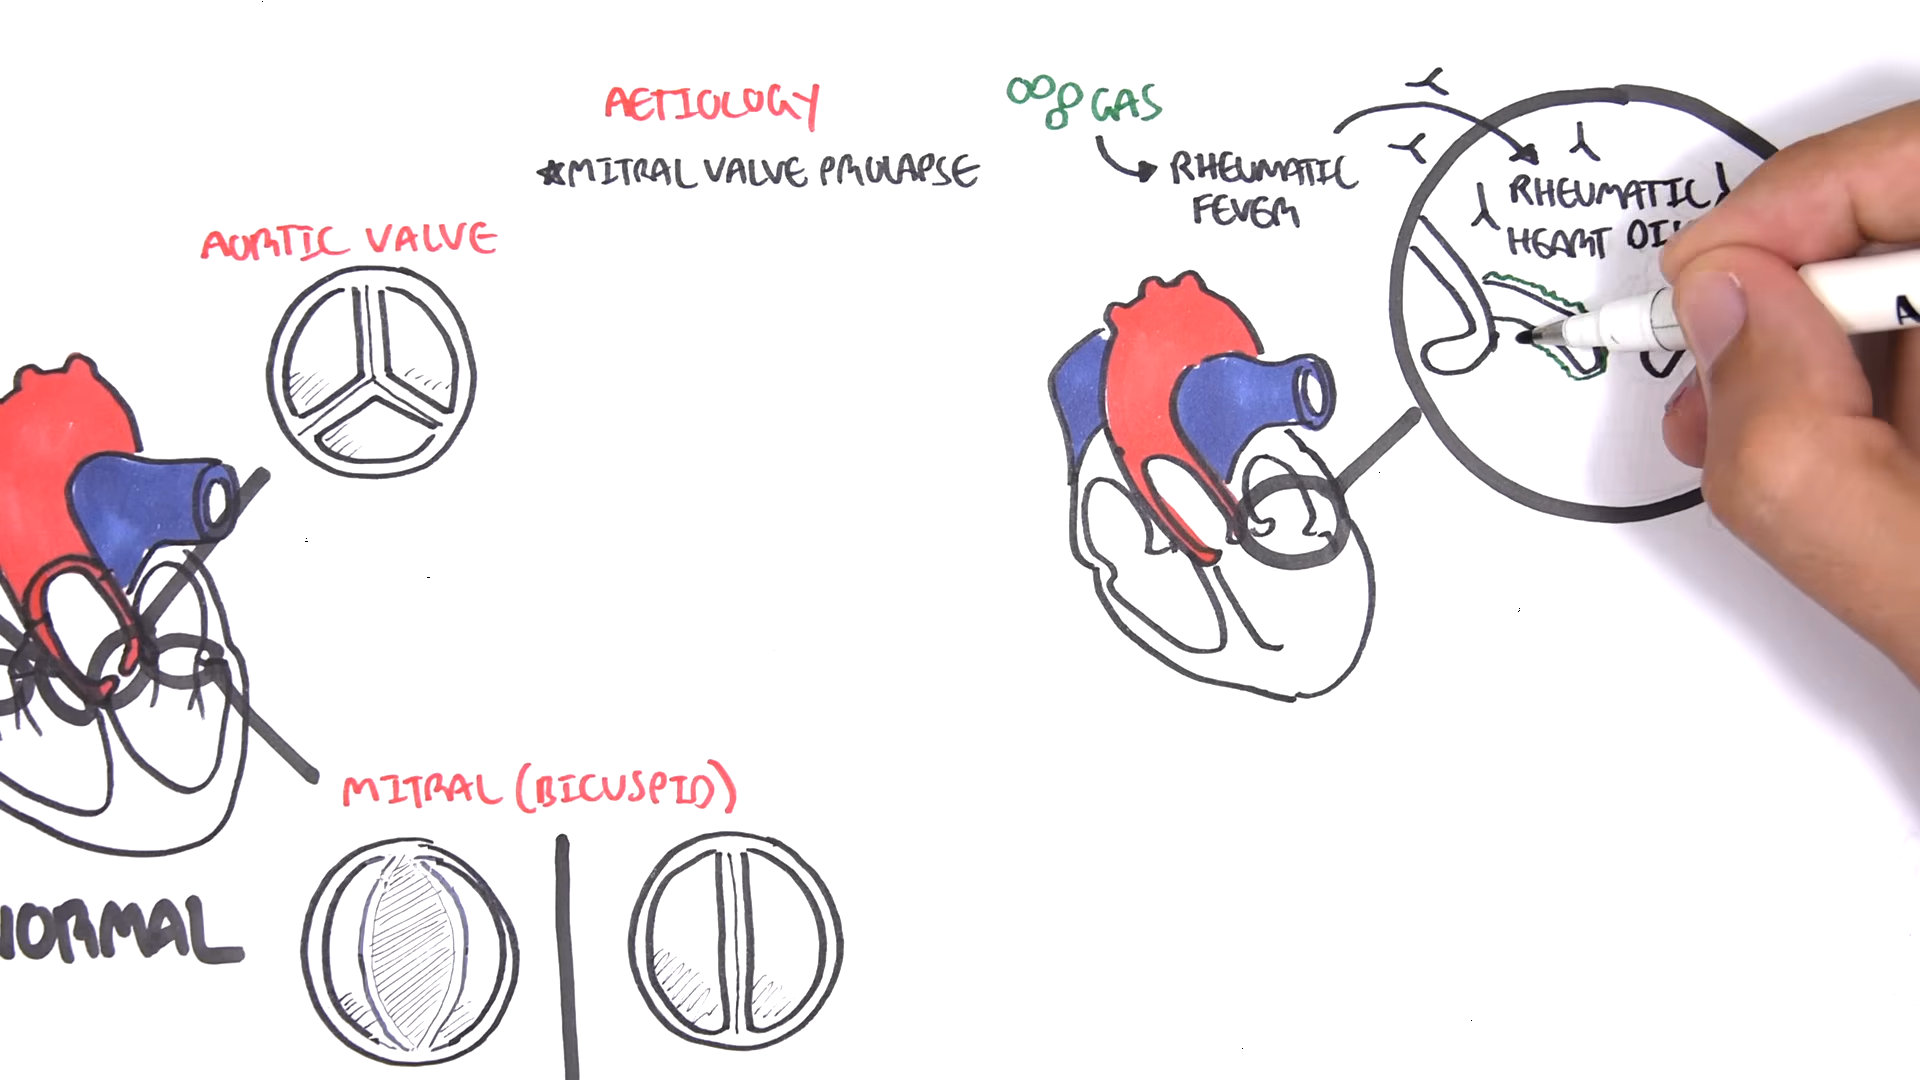 AETIOLOGY
*MITRAL VALVE PROLAPSE
GAS
RHEUMATIC
FEVER
RHEUMATIC
HEART
AORTIC VALVE
MITRAL (BICUSPID)
NORMAL
A